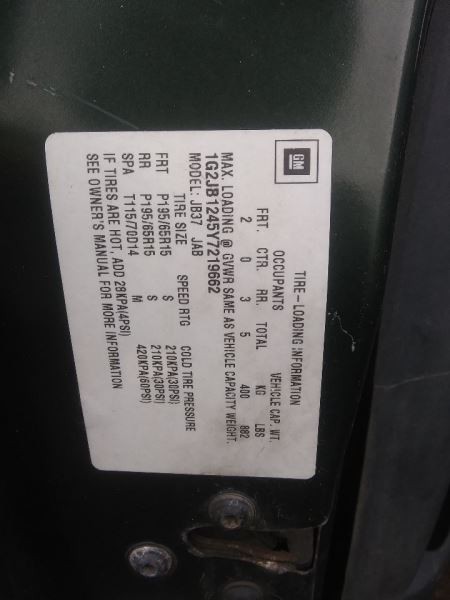 GM
TIRE-LOADING INFORMATION
OCCUPANTS VEHICLE CAP. WT.
FRT. CTR. RR. TOTAL KG LBS
2 0 3 5 400 882
MAX. LOADING @ GVWR SAME AS VEHICLE CAPACITY WEIGHT.
1G2JB1245Y7219662
MODEL: JB37 JAB
TIRE SIZE SPEED RTG COLD TIRE PRESSURE
FRT P195/65R15 S 210KPA(30PSI)
RR P195/65R15 S 210KPA(30PSI)
SPA T115/70D14 M 420KPA(60PSI)
IF TIRES ARE HOT, ADD 28KPA(4PSI)
SEE OWNER'S MANUAL FOR MORE INFORMATION